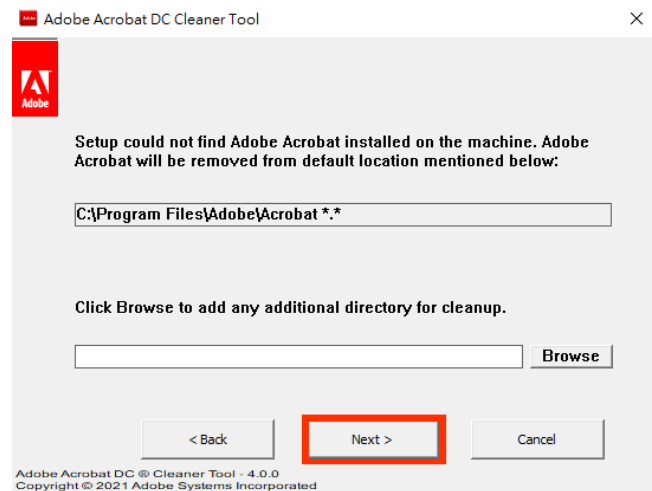 Adobe Acrobat DC Cleaner Tool
Adobe
Setup could not find Adobe Acrobat installed on the machine. Adobe
Acrobat will be removed from default location mentioned below:
C:\Program Files\Adobe\Acrobat *.*
Click Browse to add any additional directory for cleanup.
Browse
< Back
Next >
Cancel
Adobe Acrobat DC ® Cleaner Tool - 4.0.0
Copyright © 2021 Adobe Systems Incorporated